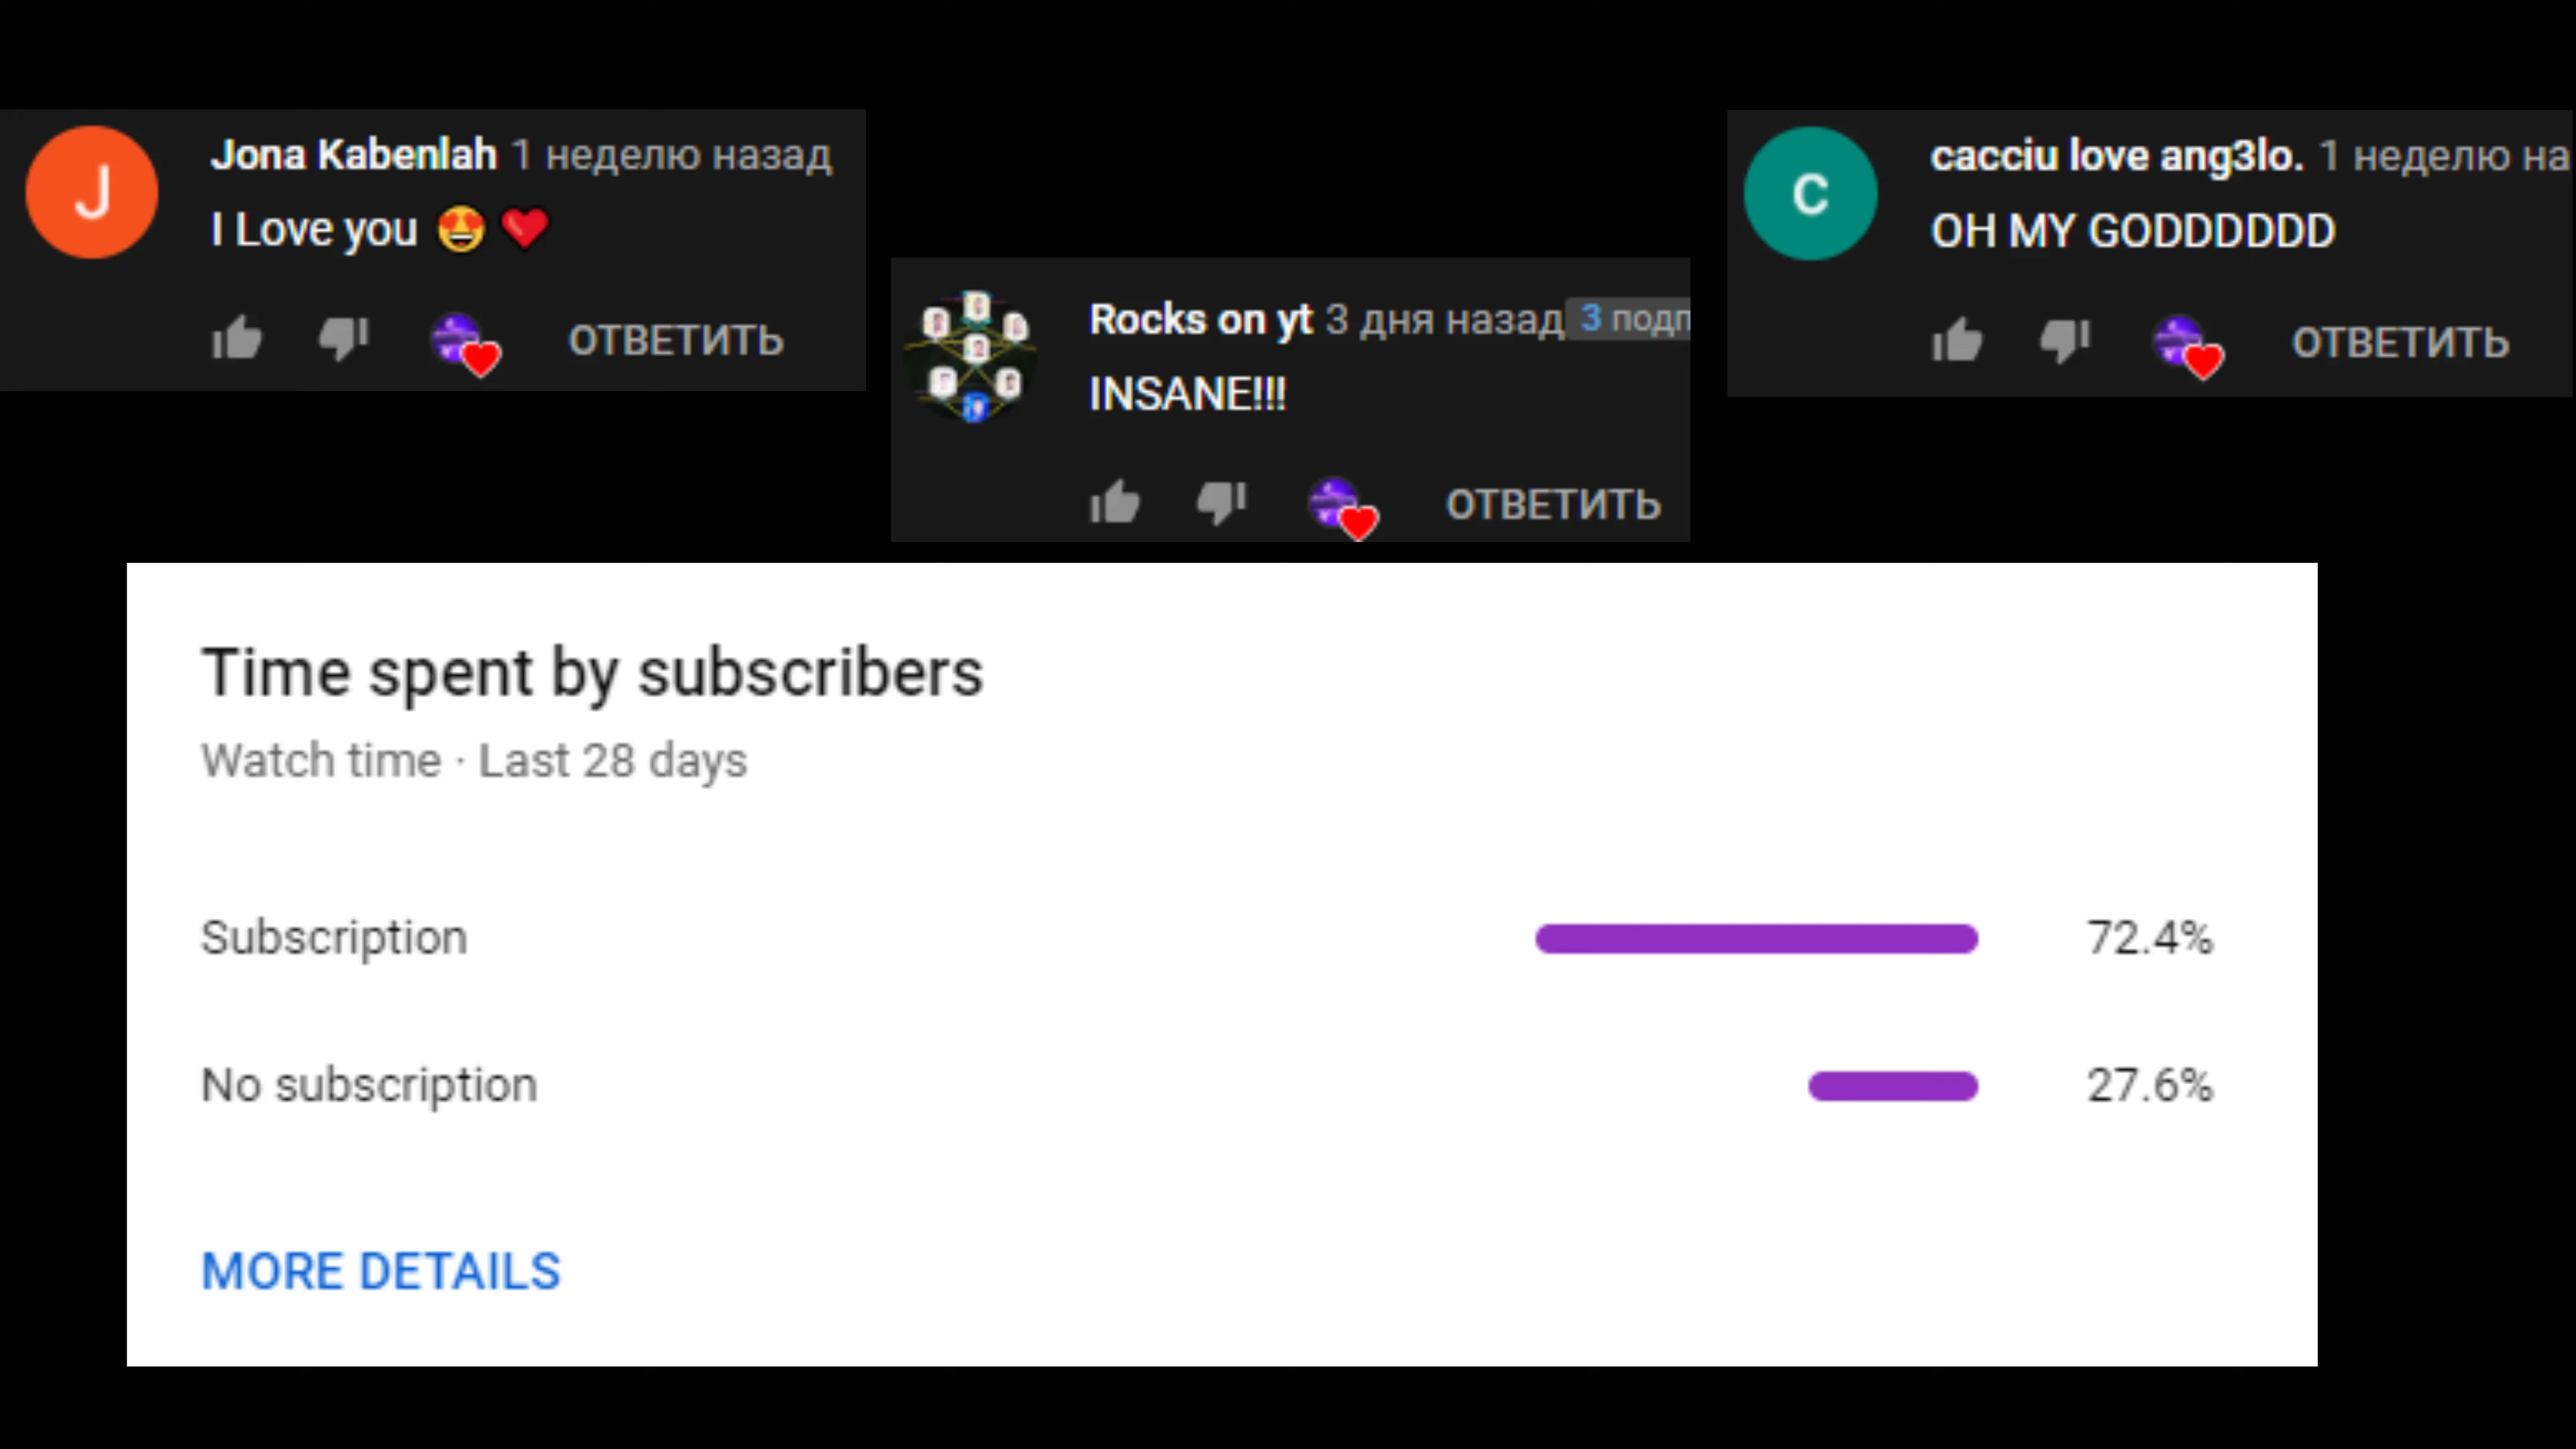 J
Jona Kabenlah 1 неделю назад
I Love you 🤩 ❤️
ОТВЕТИТЬ
Rocks on yt 3 дня назад 3
INSANE!!!
ОТВЕТИТЬ
C
cacciu love ang3lo. 1 неделю
OH MY GODDDDDD
ОТВЕТИТЬ
Time spent by subscribers
Watch time · Last 28 days
Subscription 72.4%
No subscription 27.6%
MORE DETAILS